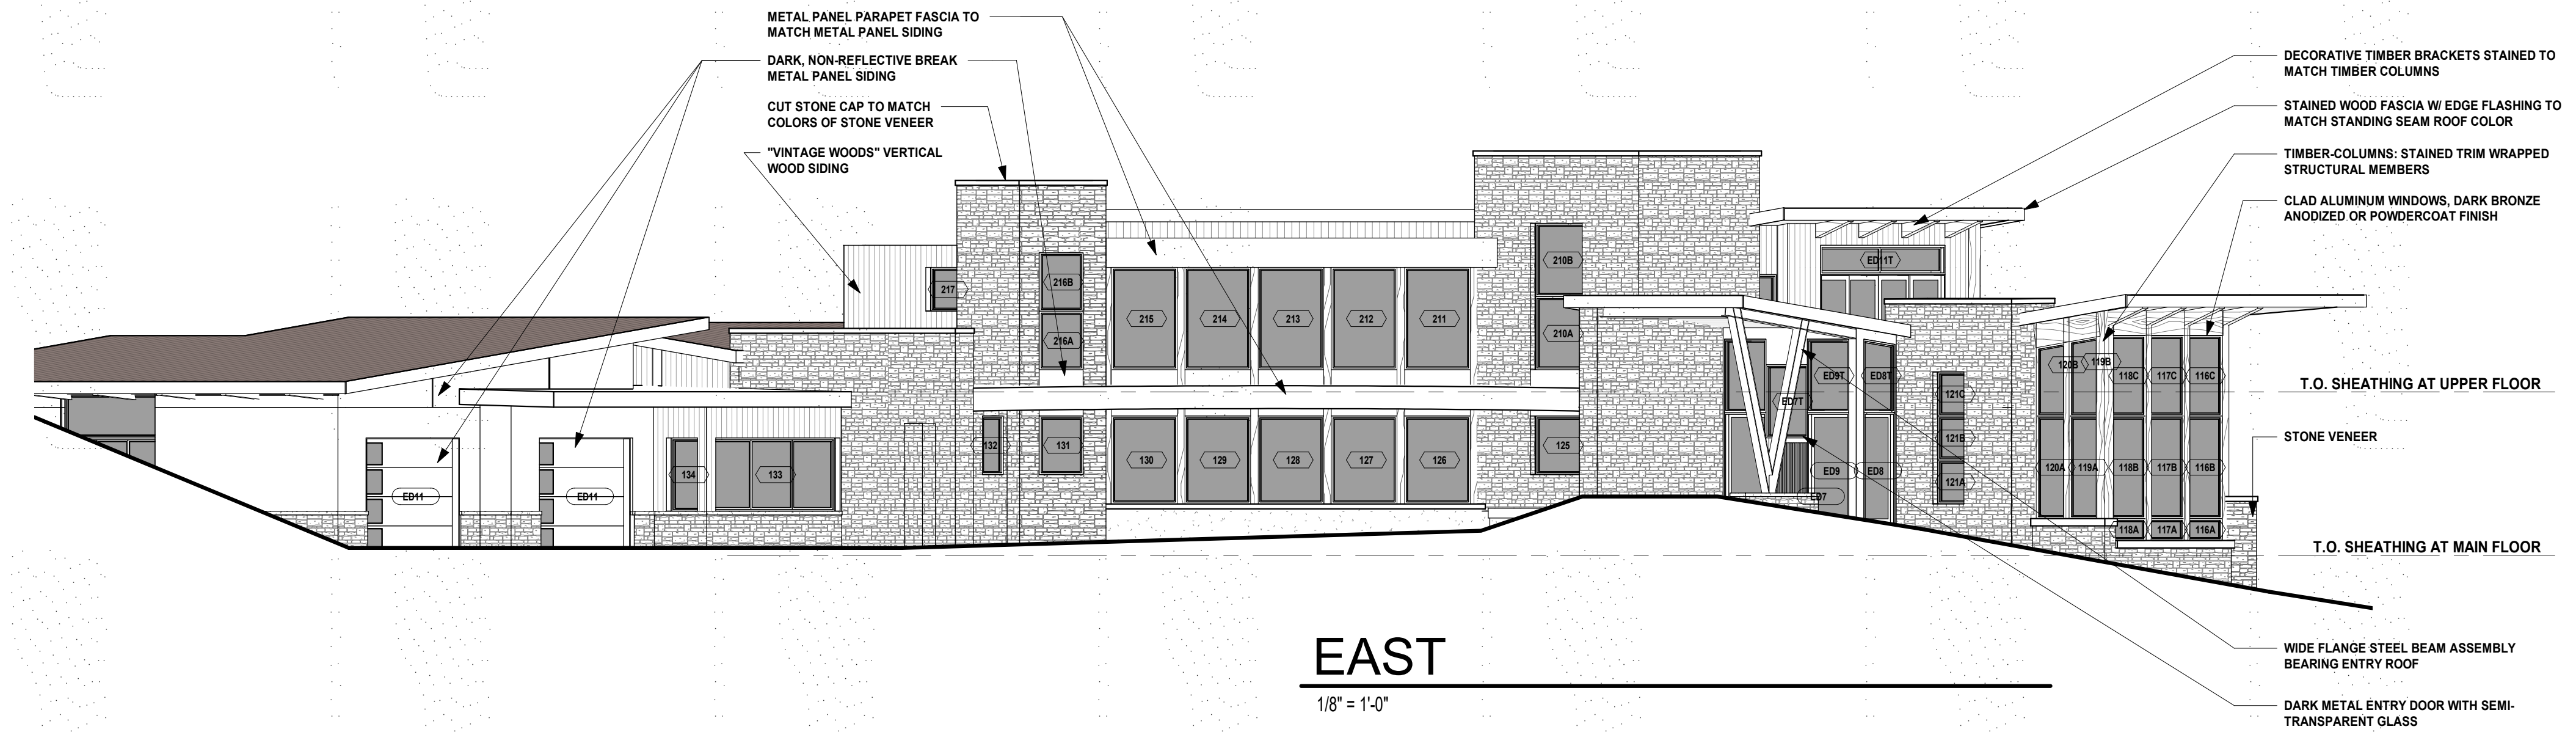 METAL PANEL PARAPET FASCIA TO
MATCH METAL PANEL SIDING
DARK, NON-REFLECTIVE BREAK
METAL PANEL SIDING
CUT STONE CAP TO MATCH
COLORS OF STONE VENEER
"VINTAGE WOODS" VERTICAL
WOOD SIDING
DECORATIVE TIMBER BRACKETS STAINED TO
MATCH TIMBER COLUMNS
STAINED WOOD FASCIA W/ EDGE FLASHING TO
MATCH STANDING SEAM ROOF COLOR
TIMBER-COLUMNS: STAINED TRIM WRAPPED
STRUCTURAL MEMBERS
CLAD ALUMINUM WINDOWS, DARK BRONZE
ANODIZED OR POWDERCOAT FINISH
210B
ED11T
217
216B
215
214
213
212
211
210A
216A
120B
119B
118C
117C
116C
ED9T
ED8T
T.O. SHEATHING AT UPPER FLOOR
121C
ED7T
STONE VENEER
132
131
125
121B
134
133
130
129
128
127
126
ED9
ED8
120A
119A
118B
117B
116B
121A
ED11
ED11
ED7
118A
117A
116A
T.O. SHEATHING AT MAIN FLOOR
EAST
1/8" = 1'-0"
WIDE FLANGE STEEL BEAM ASSEMBLY
BEARING ENTRY ROOF
DARK METAL ENTRY DOOR WITH SEMI-
TRANSPARENT GLASS